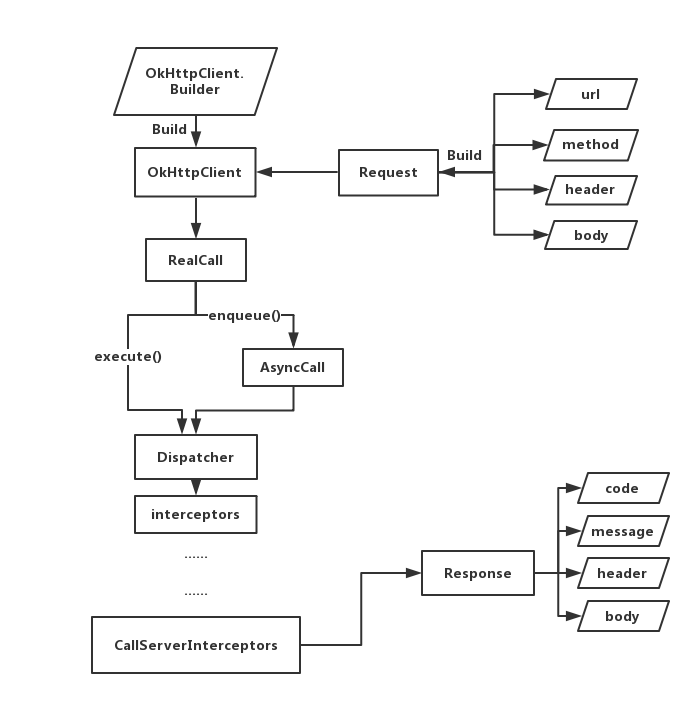 OkHttpClient.
Builder
Build
OkHttpClient
Request
Build
url
method
header
body
RealCall
enqueue()
execute()
AsyncCall
Dispatcher
interceptors
......
......
CallServerInterceptors
Response
code
message
header
body